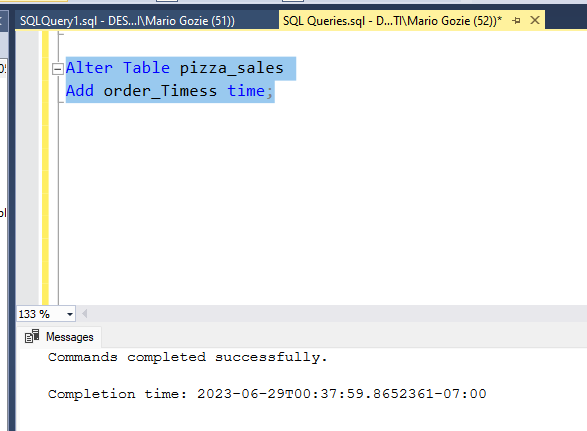 SQLQuery1.sql - DES...I\Mario Gozie (51))
SQL Queries.sql - D...TI\Mario Gozie (52))*
Alter Table pizza_sales
Add order_Timess time;
133 %
Messages
Commands completed successfully.
Completion time: 2023-06-29T00:37:59.8652361-07:00